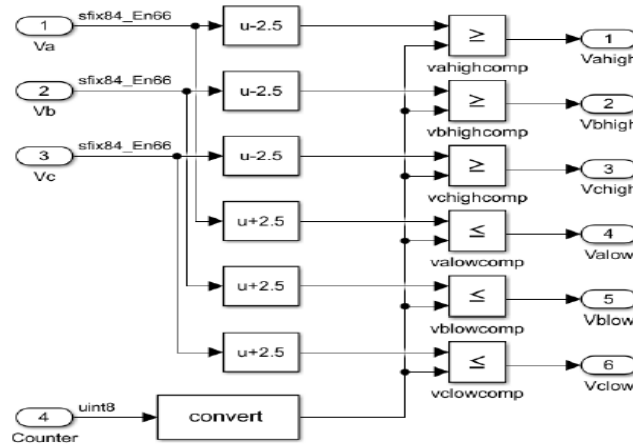 1
sfix84_En66
Va
u-2.5
≥
vahighcomp
1
Vahigh
2
sfix84_En66
Vb
u-2.5
≥
vbhighcomp
2
Vbhigh
3
sfix84_En66
Vc
u-2.5
≥
vchighcomp
3
Vchigh
u+2.5
≤
valowcomp
4
Valow
u+2.5
≤
vblowcomp
5
Vblow
u+2.5
≤
vclowcomp
6
Vclow
4
uint8
Counter
convert